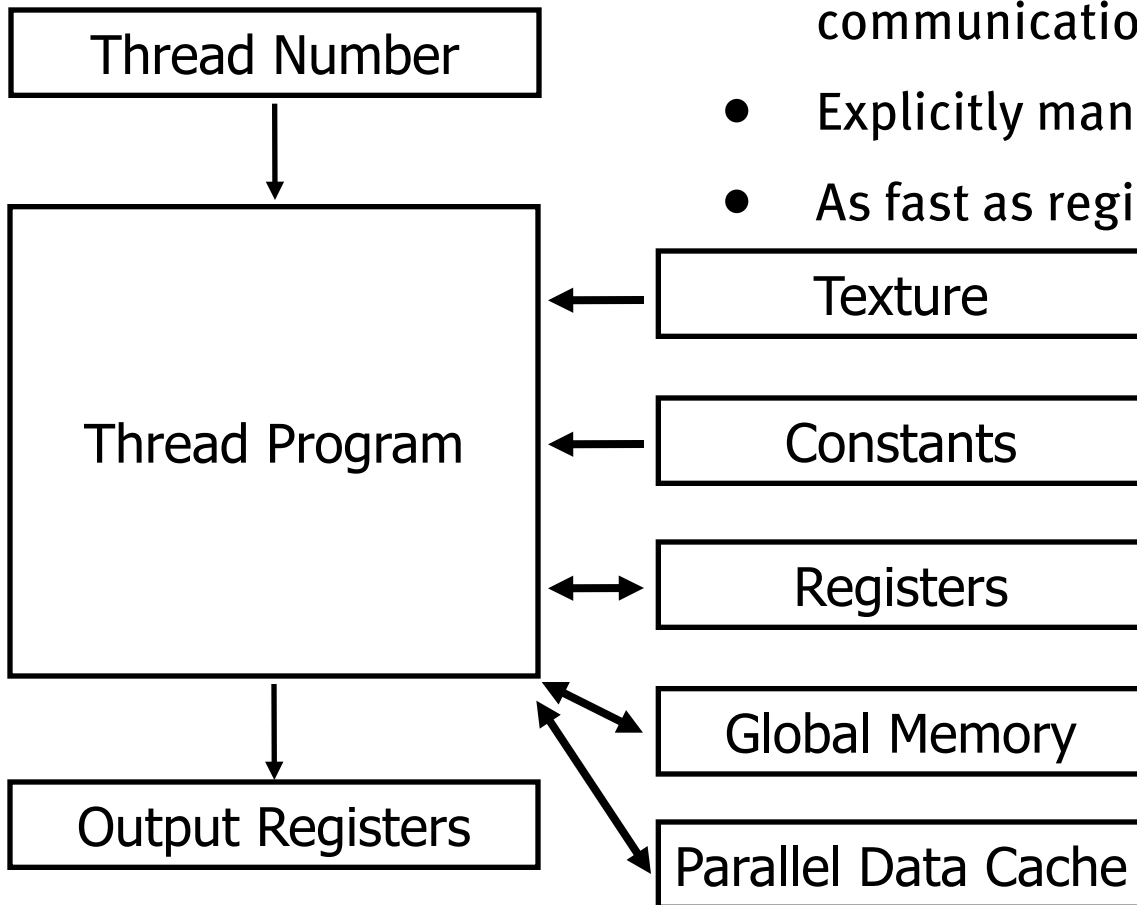 communicatio
• Explicitly man
• As fast as regi
Thread Number
Thread Program
Output Registers
Texture
Constants
Registers
Global Memory
Parallel Data Cache